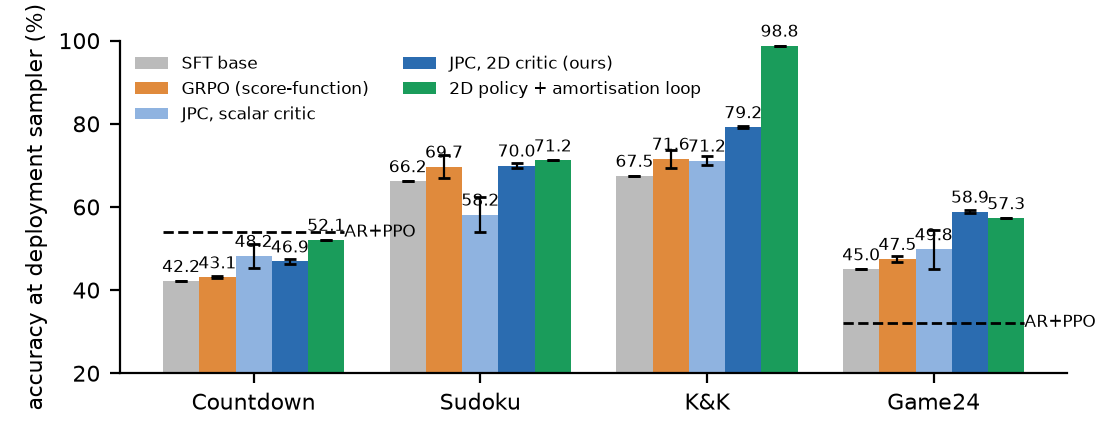 accuracy at deployment sampler (%)
100
80
60
40
20
SFT base
GRPO (score-function)
JPC, scalar critic
JPC, 2D critic (ours)
2D policy + amortisation loop
42.2
43.1
48.2
46.9
52.1
AR+PPO
66.2
69.7
58.2
70.0
71.2
67.5
71.6
71.2
79.2
98.8
45.0
47.5
49.8
58.9
57.3
AR+PPO
Countdown
Sudoku
K&K
Game24